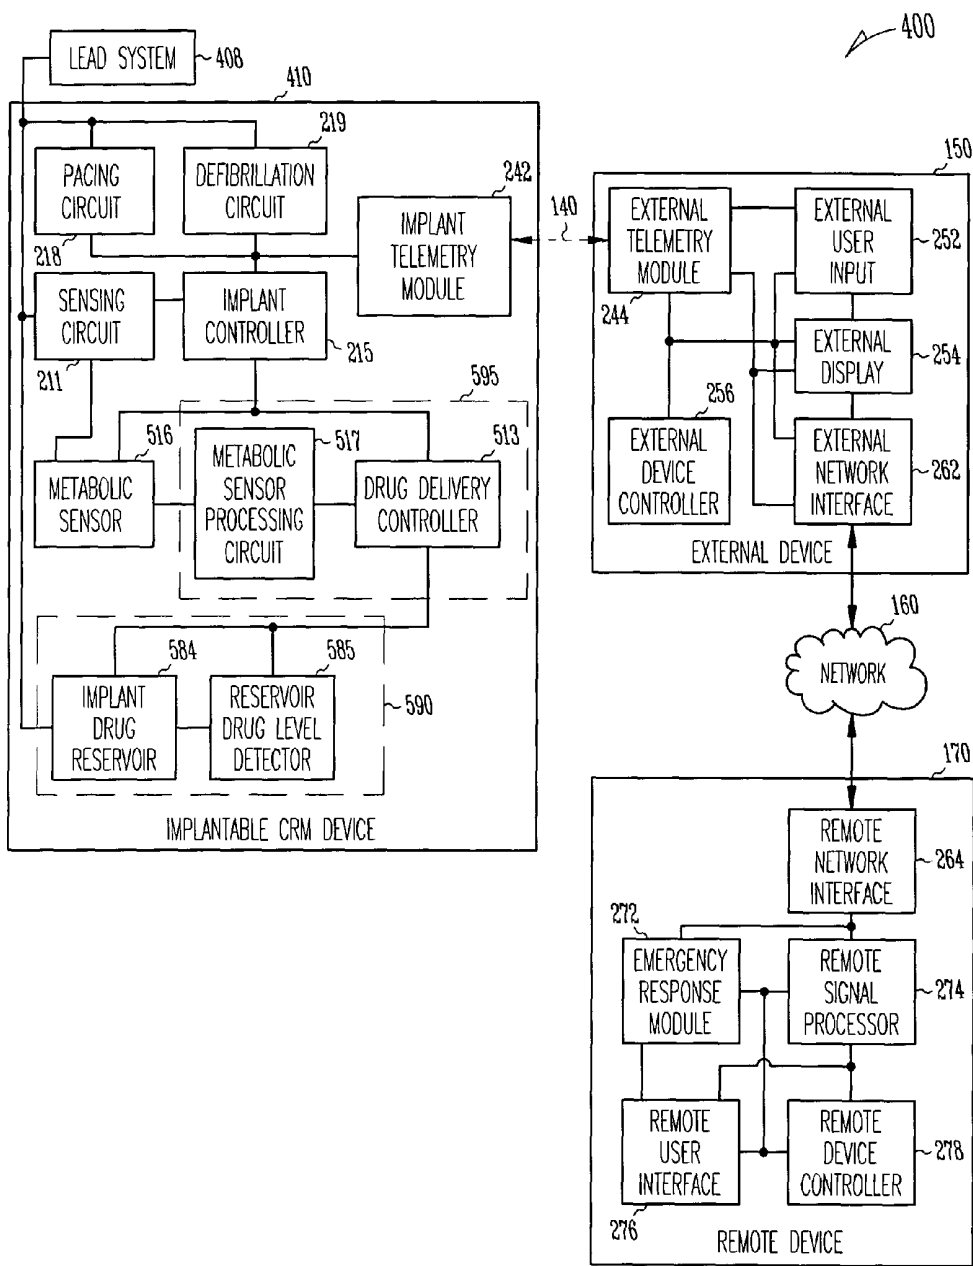 400
LEAD SYSTEM
408
410
PACING
CIRCUIT
218
219
DEFIBRILLATION
CIRCUIT
242
IMPLANT
TELEMETRY
MODULE
140
SENSING
CIRCUIT
211
IMPLANT
CONTROLLER
215
595
516
METABOLIC
SENSOR
517
METABOLIC
SENSOR
PROCESSING
CIRCUIT
513
DRUG DELIVERY
CONTROLLER
584
IMPLANT
DRUG
RESERVOIR
585
RESERVOIR
DRUG LEVEL
DETECTOR
590
IMPLANTABLE CRM DEVICE
150
EXTERNAL
TELEMETRY
MODULE
244
EXTERNAL
USER
INPUT
252
EXTERNAL
DISPLAY
254
256
EXTERNAL
DEVICE
CONTROLLER
EXTERNAL
NETWORK
INTERFACE
262
EXTERNAL DEVICE
160
NETWORK
170
REMOTE
NETWORK
INTERFACE
264
272
EMERGENCY
RESPONSE
MODULE
REMOTE
SIGNAL
PROCESSOR
274
REMOTE
USER
INTERFACE
276
REMOTE
DEVICE
CONTROLLER
278
REMOTE DEVICE